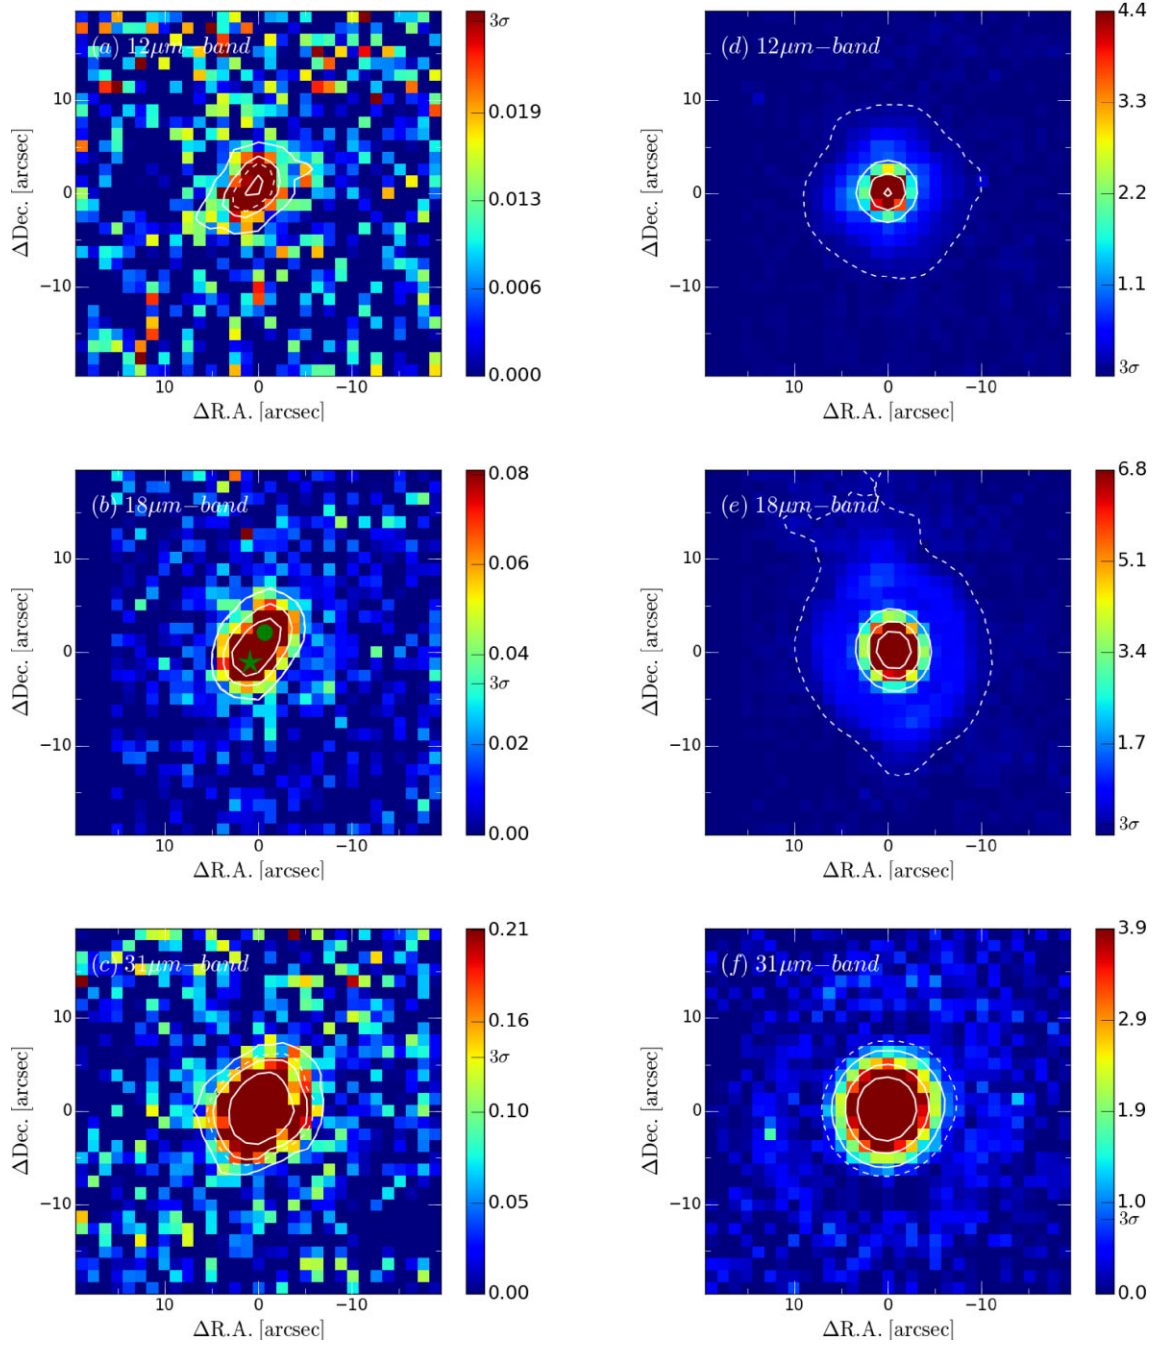 (a) 12μm−band
3σ
0.019
0.013
0.006
0.000
10
0
−10
ΔDec. [arcsec]
10
0
−10
ΔR.A. [arcsec]
(d) 12μm−band
4.4
3.3
2.2
1.1
3σ
10
0
−10
ΔDec. [arcsec]
10
0
−10
ΔR.A. [arcsec]
(b) 18μm−band
0.08
0.06
0.04
3σ
0.02
0.00
10
0
−10
ΔDec. [arcsec]
10
0
−10
ΔR.A. [arcsec]
(e) 18μm−band
6.8
5.1
3.4
1.7
3σ
10
0
−10
ΔDec. [arcsec]
10
0
−10
ΔR.A. [arcsec]
(c) 31μm−band
0.21
0.16
3σ
0.10
0.05
0.00
10
0
−10
ΔDec. [arcsec]
10
0
−10
ΔR.A. [arcsec]
(f) 31μm−band
3.9
2.9
1.9
1.0
3σ
0.0
10
0
−10
ΔDec. [arcsec]
10
0
−10
ΔR.A. [arcsec]